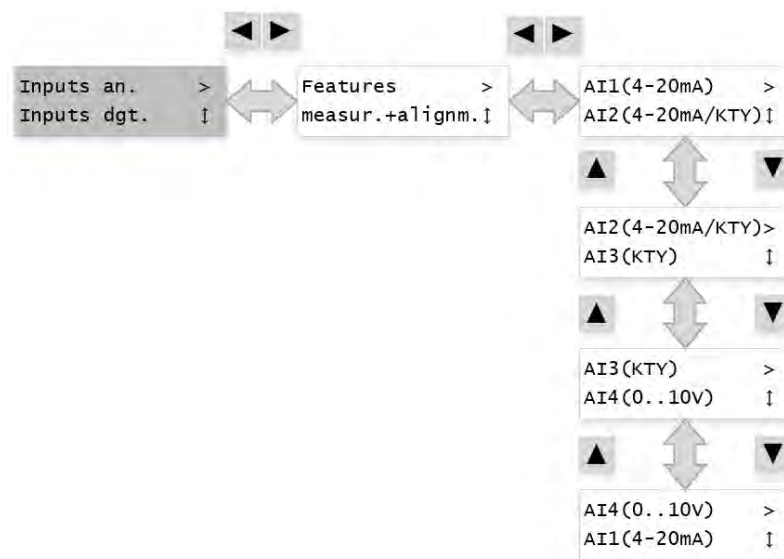 Inputs an. >
Inputs dgt. ↕
Features >
measur.+alignm.↕
AI1(4-20mA) >
AI2(4-20mA/KTY)↕
AI2(4-20mA/KTY)>
AI3(KTY) ↕
AI3(KTY) >
AI4(0..10V) ↕
AI4(0..10V) >
AI1(4-20mA) ↕